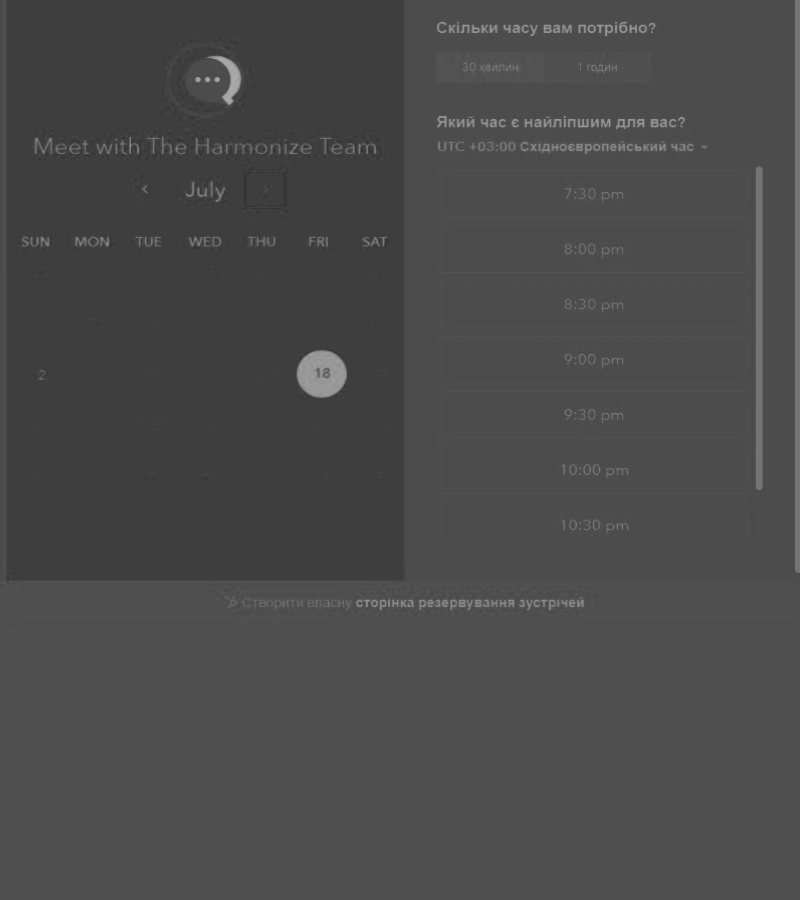 Meet with The Harmonize Team
July
SUN MON TUE WED THU FRI SAT
2
18
Скільки часу вам потрібно?
30 хвилин 1 годин
Який час є найліпшим для вас?
UTC +03:00 Східноєвропейський час
7:30 pm
8:00 pm
8:30 pm
9:00 pm
9:30 pm
10:00 pm
10:30 pm
Створити власну сторінка резервування зустрічей